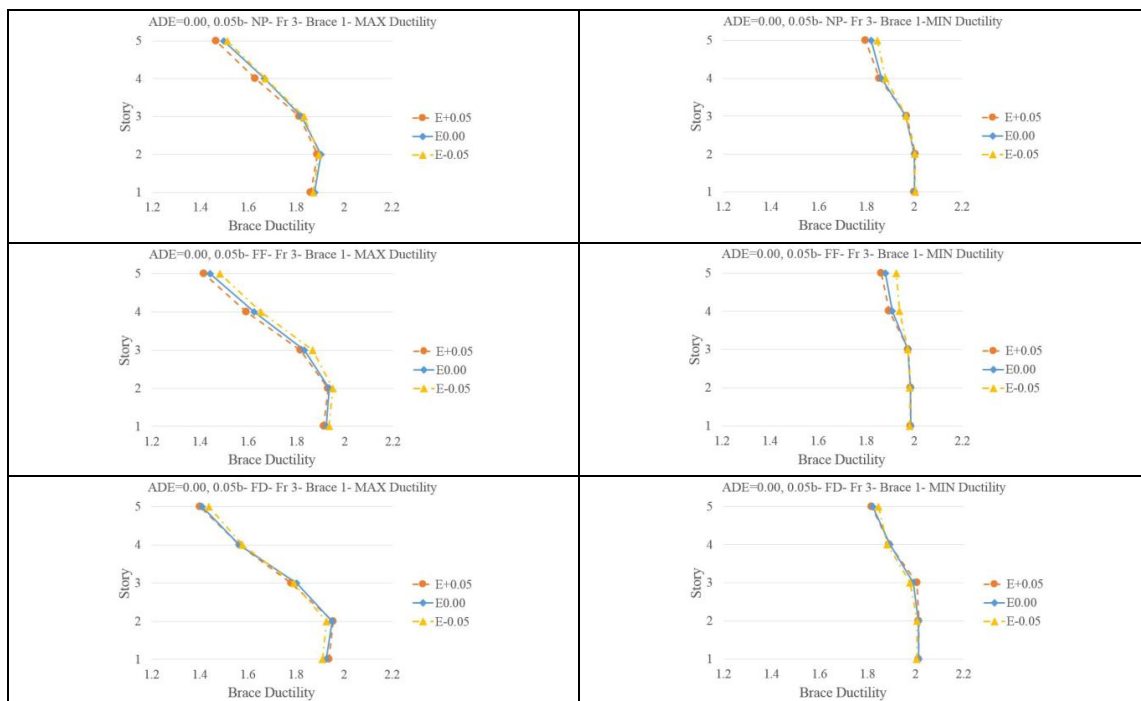 ADE=0.00, 0.05b- NP- Fr 3- Brace 1- MAX Ductility
5
4
3
2
1
Story
1.2 1.4 1.6 1.8 2 2.2
Brace Ductility
E+0.05
E0.00
E-0.05
ADE=0.00, 0.05b- NP- Fr 3- Brace 1-MIN Ductility
5
4
3
2
1
Story
1.2 1.4 1.6 1.8 2 2.2
Brace Ductility
E+0.05
E0.00
E-0.05
ADE=0.00, 0.05b- FF- Fr 3- Brace 1- MAX Ductility
5
4
3
2
1
Story
1.2 1.4 1.6 1.8 2 2.2
Brace Ductility
E+0.05
E0.00
E-0.05
ADE=0.00, 0.05b- FF- Fr 3- Brace 1- MIN Ductility
5
4
3
2
1
Story
1.2 1.4 1.6 1.8 2 2.2
Brace Ductility
E+0.05
E0.00
E-0.05
ADE=0.00, 0.05b- FD- Fr 3- Brace 1- MAX Ductility
5
4
3
2
1
Story
1.2 1.4 1.6 1.8 2 2.2
Brace Ductility
E+0.05
E0.00
E-0.05
ADE=0.00, 0.05b- FD- Fr 3- Brace 1- MIN Ductility
5
4
3
2
1
Story
1.2 1.4 1.6 1.8 2 2.2
Brace Ductility
E+0.05
E0.00
E-0.05